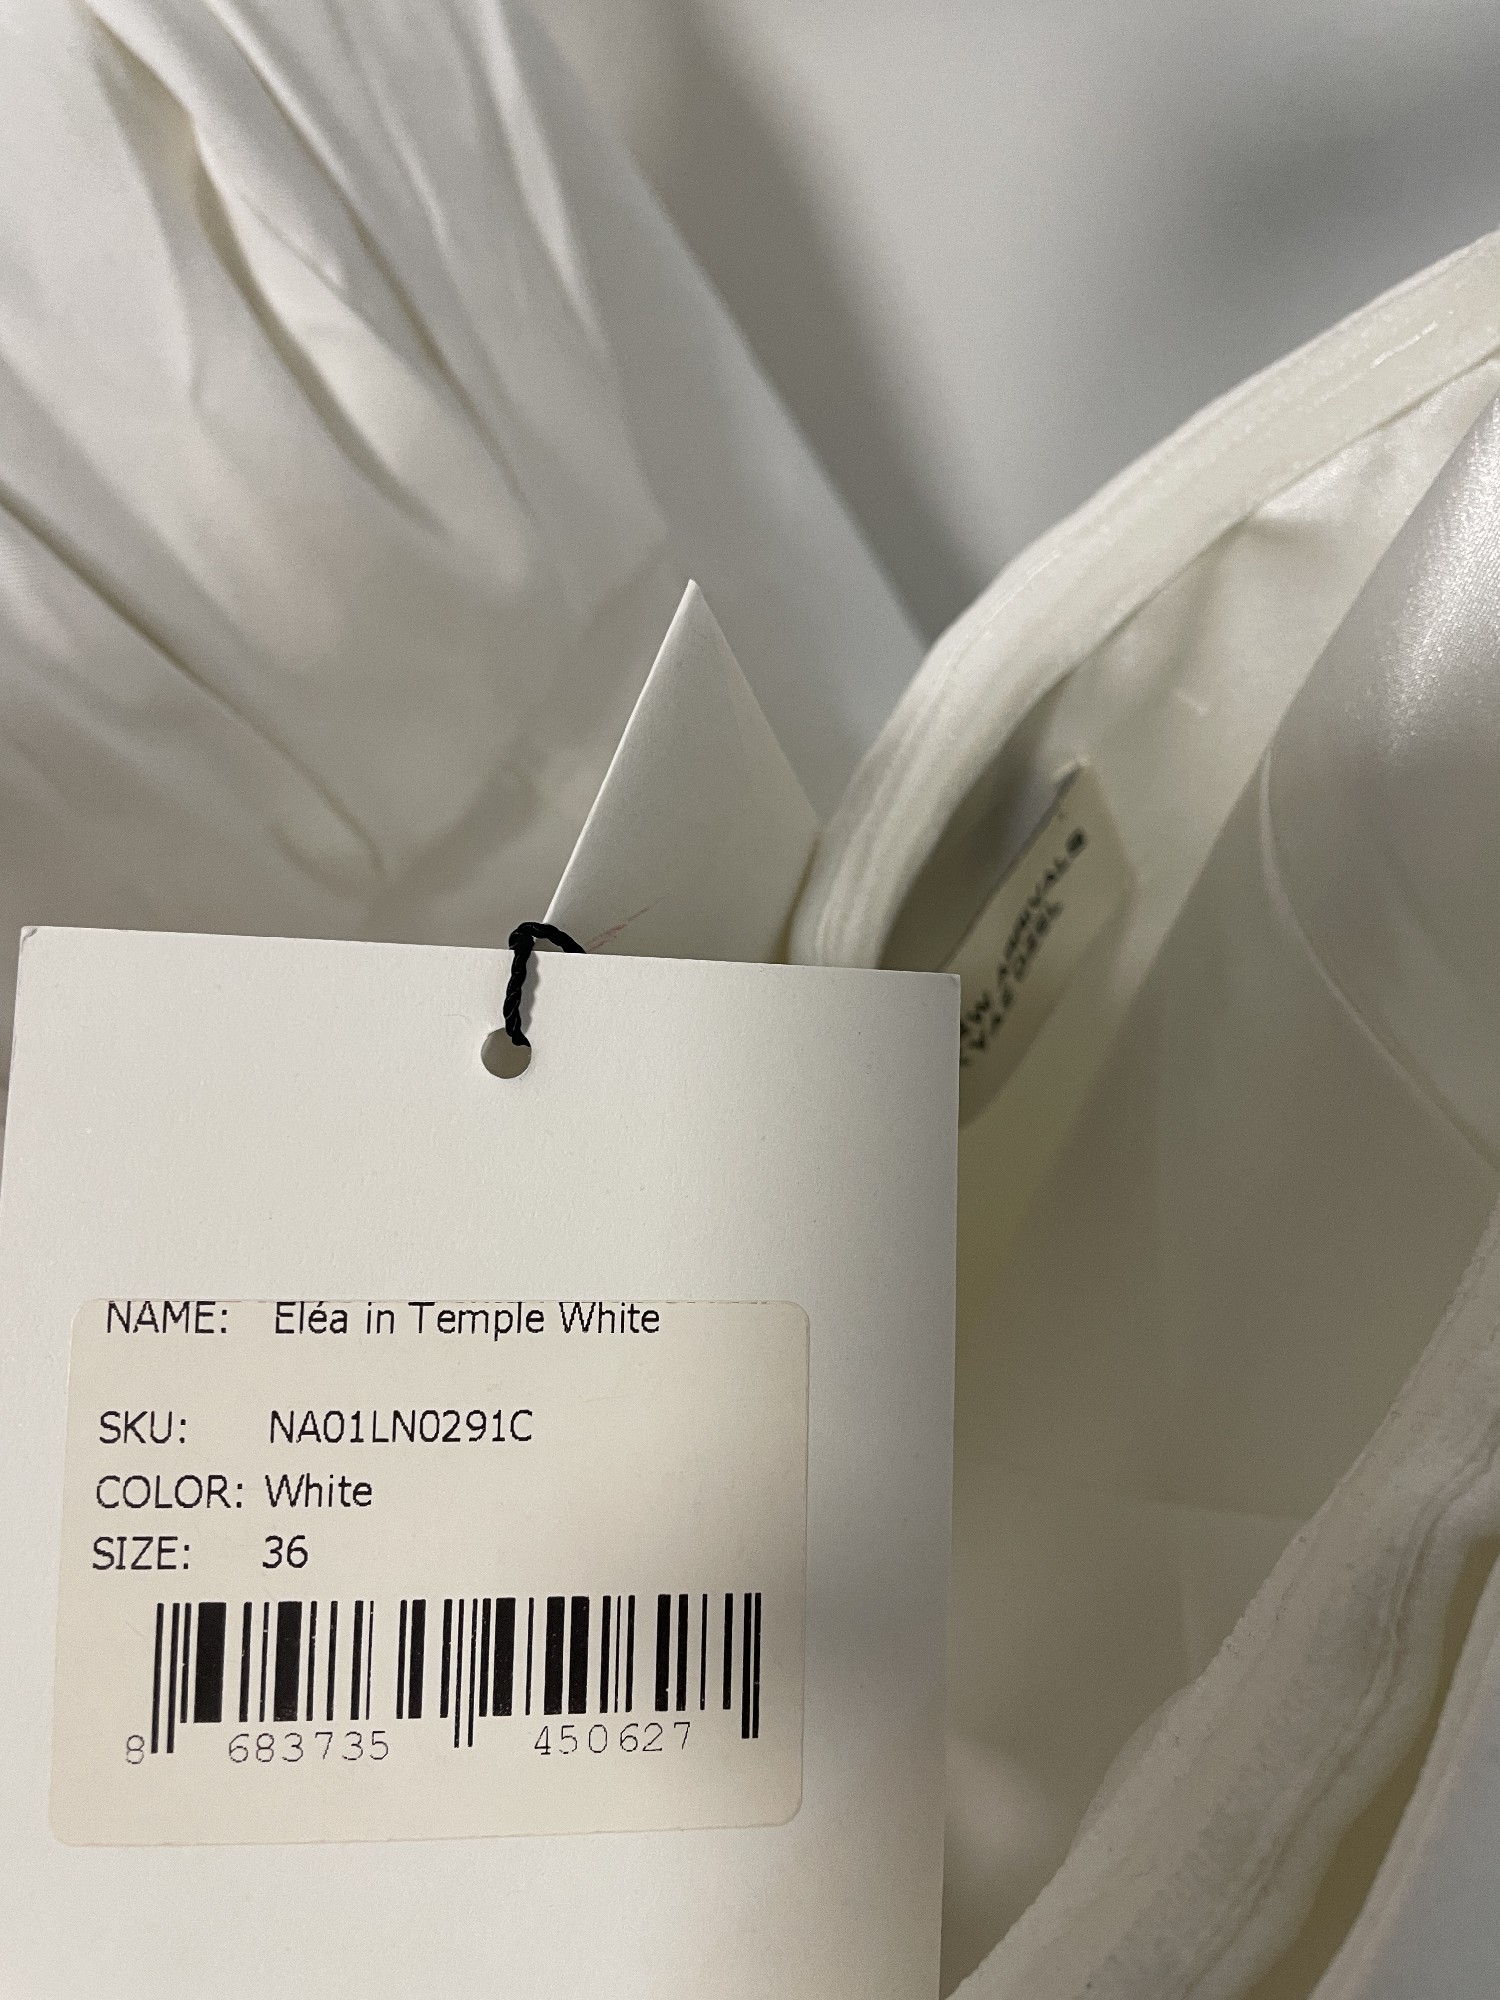 NAME: Eléa in Temple White
SKU: NA01LN0291C
COLOR: White
SIZE: 36
8 683735 450627